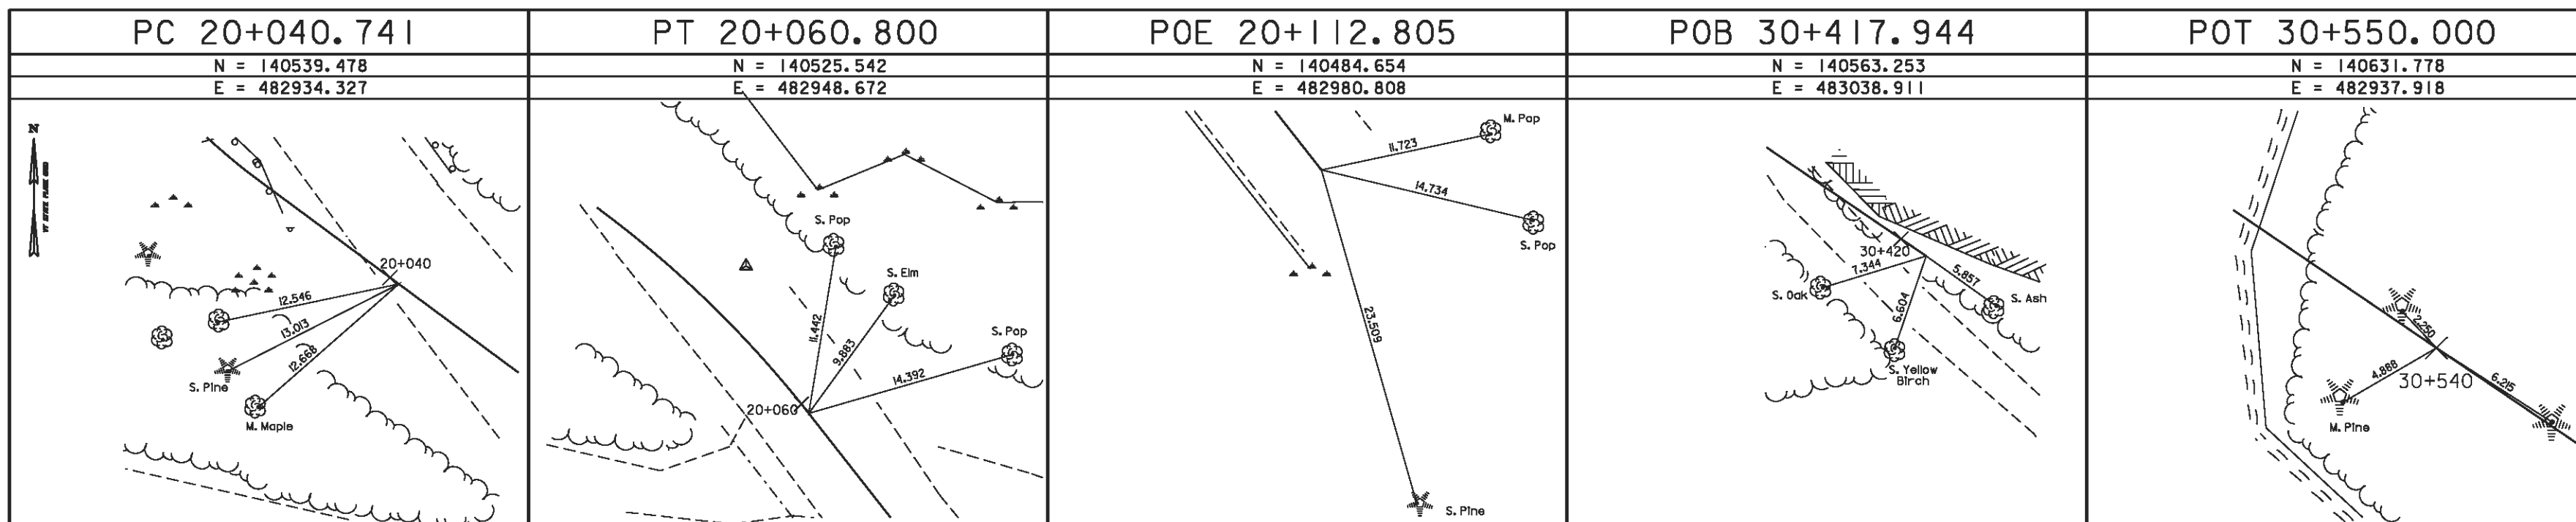 PC 20+040.741
N = 140539.478
E = 482934.327
N
20+040
12.546
13.013
12.668
S. Pine
M. Maple
PT 20+060.800
N = 140525.542
E = 482948.672
S. Pop
S. Elm
S. Pop
11.442
9.883
14.392
20+060
POE 20+112.805
N = 140484.654
E = 482980.808
M. Pop
11.723
14.734
S. Pop
23.509
S. Pine
POB 30+417.944
N = 140563.253
E = 483038.911
30+420
7.344
5.857
S. Oak
S. Ash
6.604
S. Yellow
Birch
POT 30+550.000
N = 140631.778
E = 482937.918
2.250
4.888
30+540
6.215
M. Pine